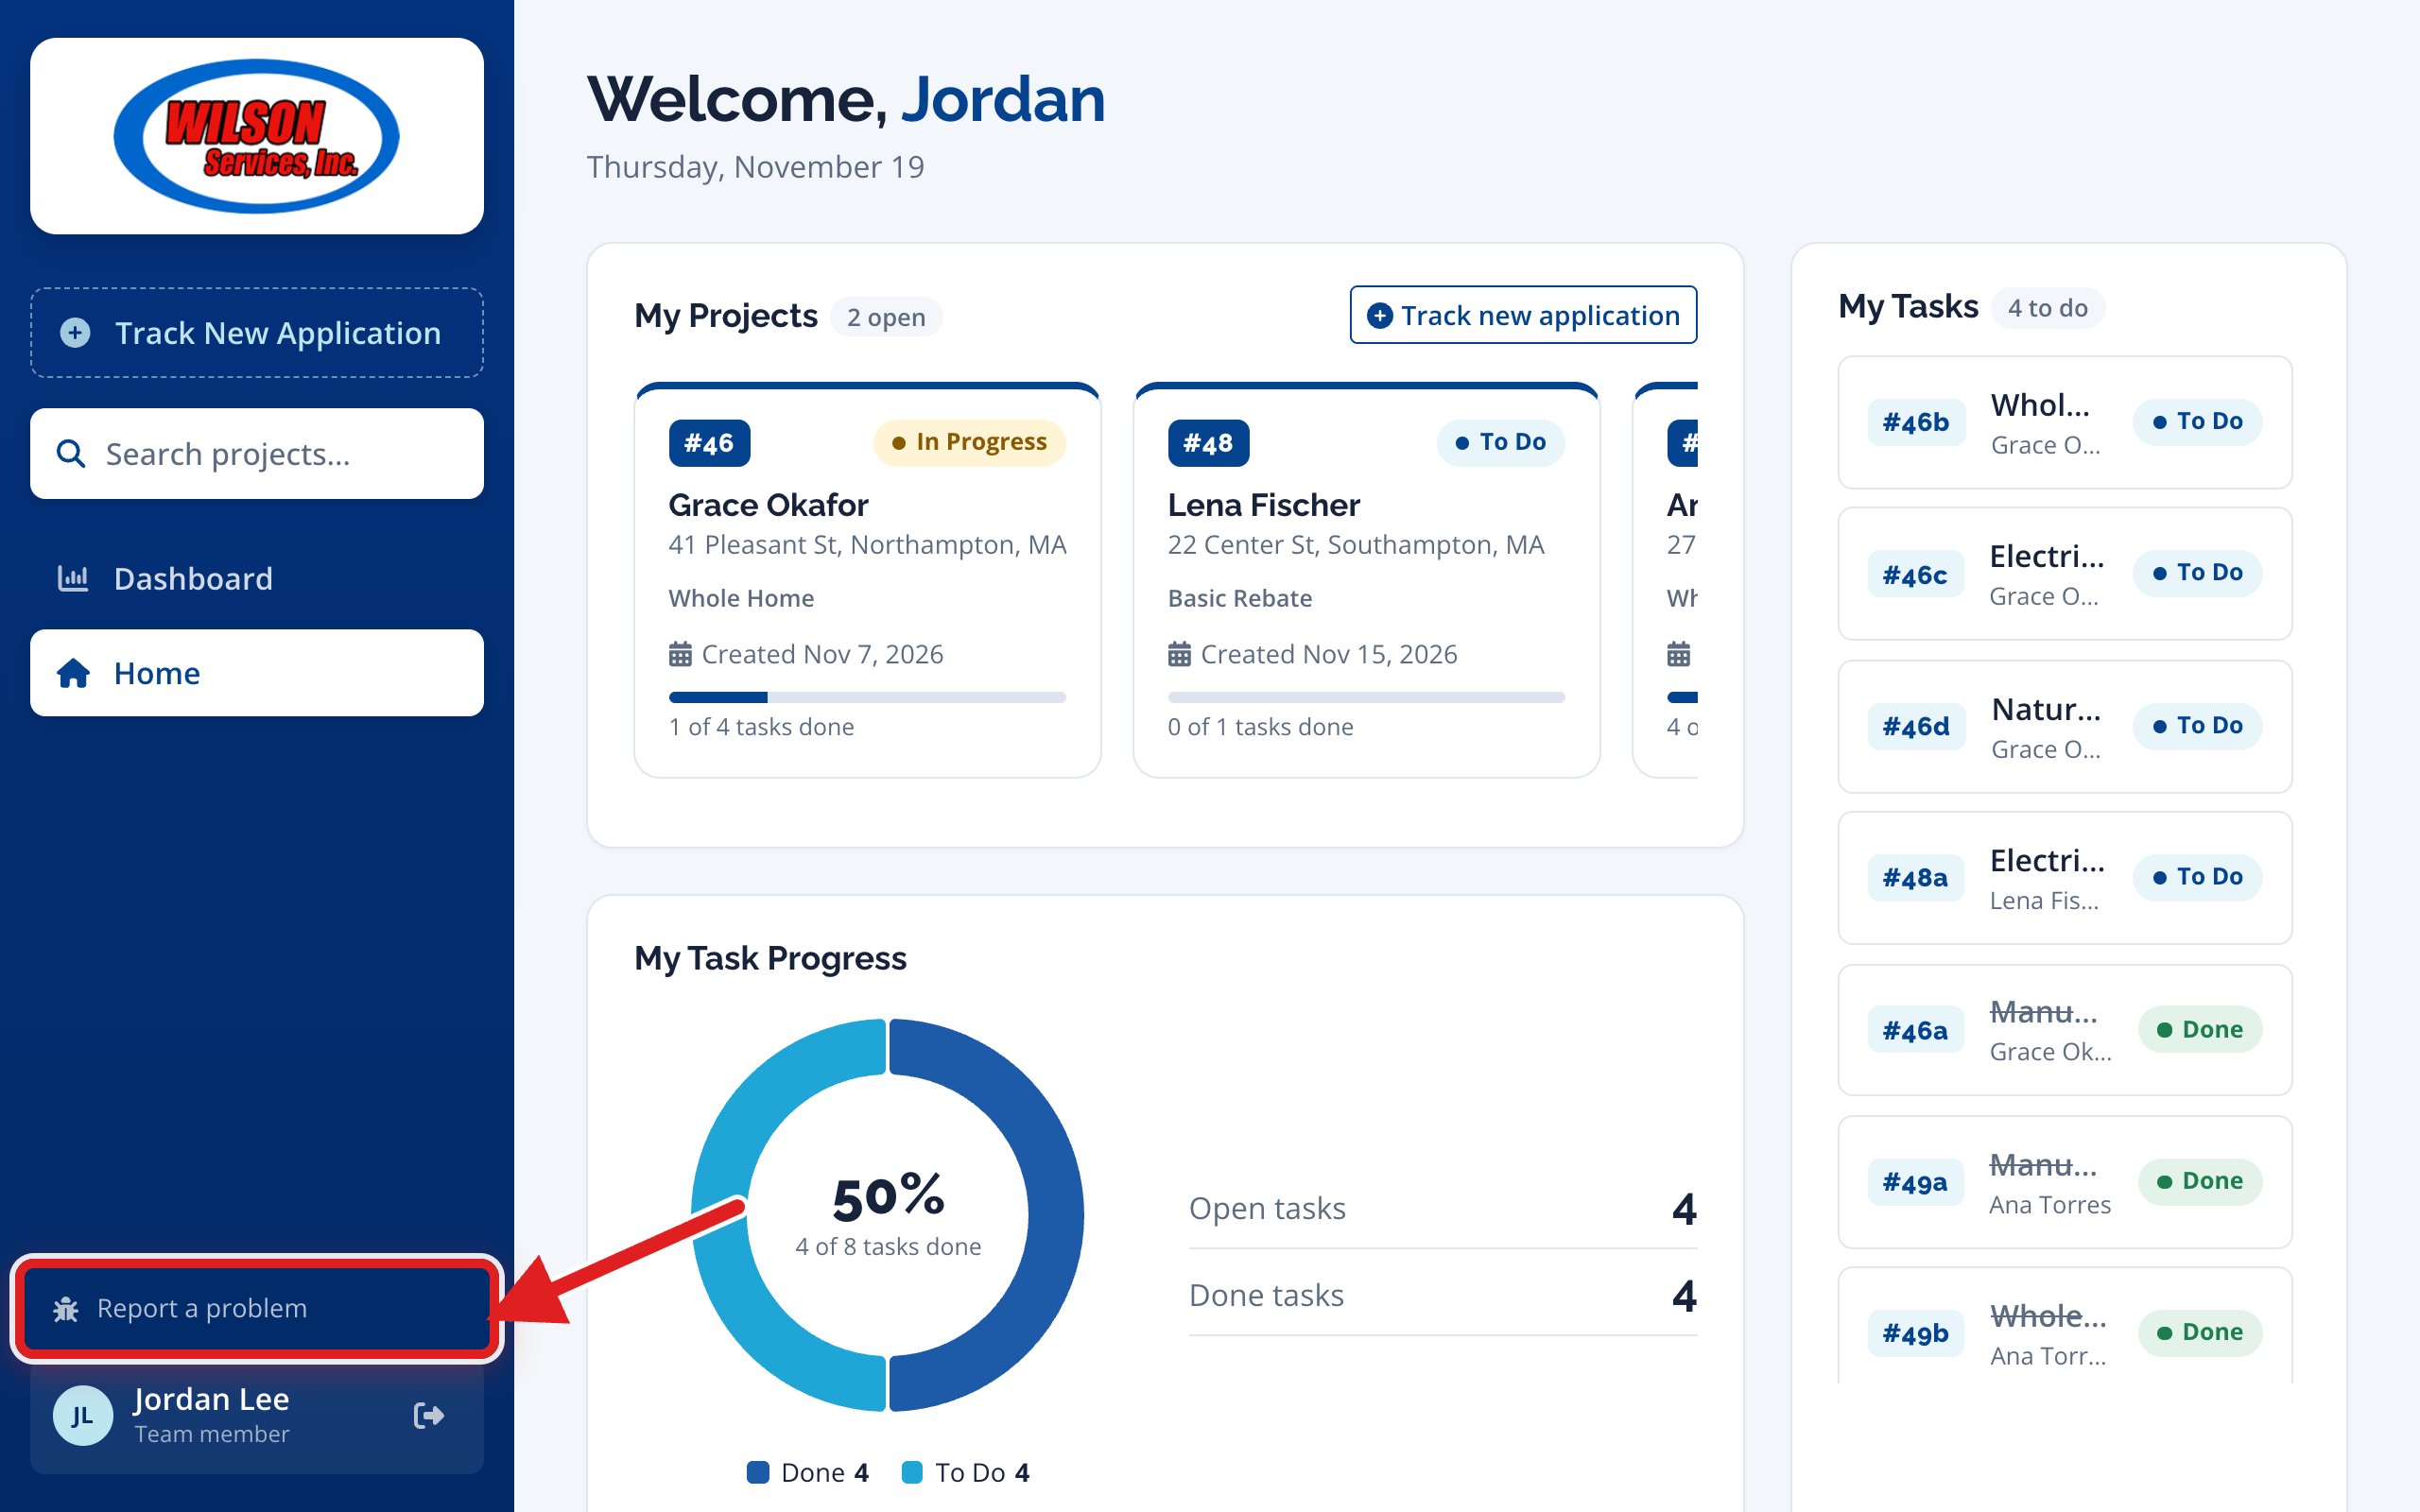 WILSON
Services, Inc.
Track New Application
Search projects...
Dashboard
Home
Report a problem
JL
Jordan Lee
Team member
Welcome, Jordan
Thursday, November 19
My Projects 2 open
Track new application
#46 In Progress
Grace Okafor
41 Pleasant St, Northampton, MA
Whole Home
Created Nov 7, 2026
1 of 4 tasks done
#48 To Do
Lena Fischer
22 Center St, Southampton, MA
Basic Rebate
Created Nov 15, 2026
0 of 1 tasks done
#
Ar
27
Wh
4 o
My Task Progress
50%
4 of 8 tasks done
Done 4 To Do 4
Open tasks 4
Done tasks 4
My Tasks 4 to do
#46b Whol... To Do
Grace O...
#46c Electri... To Do
Grace O...
#46d Natur... To Do
Grace O...
#48a Electri... To Do
Lena Fis...
#46a Manu... Done
Grace Ok...
#49a Manu... Done
Ana Torres
#49b Whole... Done
Ana Torr...